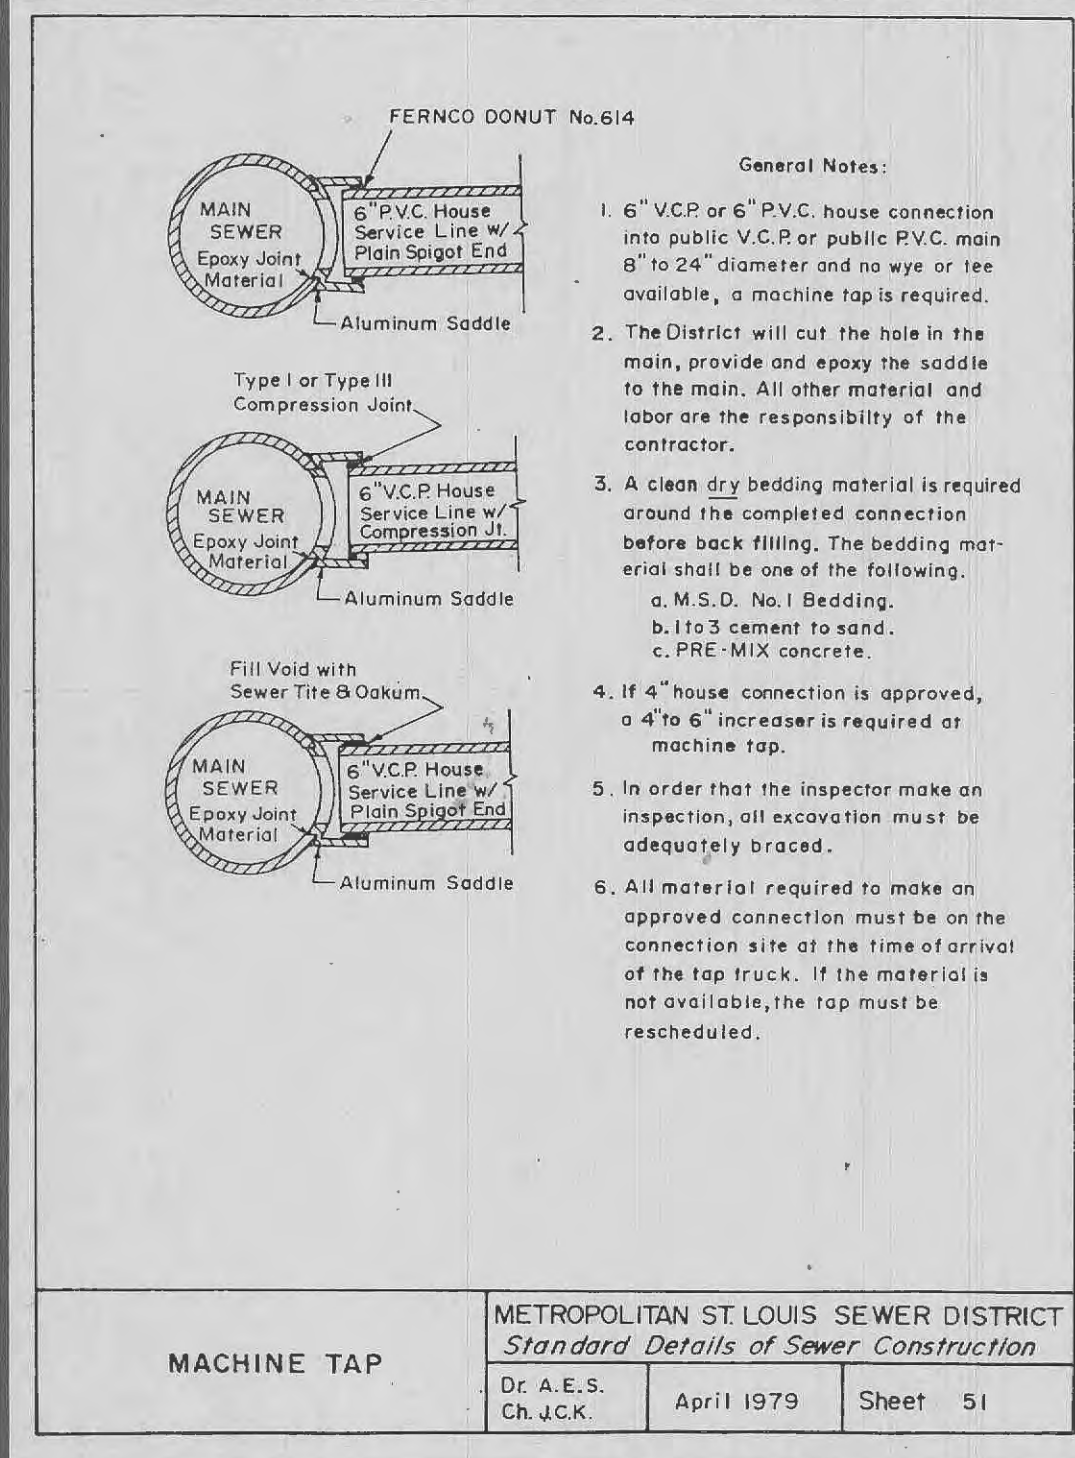 FERNCO DONUT No.614
MAIN
SEWER
Epoxy Joint
Material
6" P.V.C. House
Service Line w/
Plain Spigot End
Aluminum Saddle
Type I or Type III
Compression Joint
MAIN
SEWER
Epoxy Joint
Material
6" V.C.P. House
Service Line w/
Compression Jt.
Aluminum Saddle
Fill Void with
Sewer Tite & Oakum
MAIN
SEWER
Epoxy Joint
Material
6" V.C.P. House
Service Line w/
Plain Spigot End
Aluminum Saddle
General Notes:
1. 6" V.C.P. or 6" P.V.C. house connection
into public V.C.P. or public P.V.C. main
8" to 24" diameter and no wye or tee
available, a machine tap is required.
2. The District will cut the hole in the
main, provide and epoxy the saddle
to the main. All other material and
labor are the responsibilty of the
contractor.
3. A clean dry bedding material is required
around the completed connection
before back filling. The bedding mat-
erial shall be one of the following.
a. M.S.D. No. 1 Bedding.
b. 1 to 3 cement to sand.
c. PRE-MIX concrete.
4. If 4" house connection is approved,
a 4" to 6" increaser is required at
machine tap.
5. In order that the inspector make an
inspection, all excavation must be
adequately braced.
6. All material required to make an
approved connection must be on the
connection site at the time of arrival
of the tap truck. If the material is
not available, the tap must be
rescheduled.
MACHINE TAP
METROPOLITAN ST. LOUIS SEWER DISTRICT
Standard Details of Sewer Construction
Dr. A.E.S.
Ch. J.C.K.
April 1979
Sheet 51